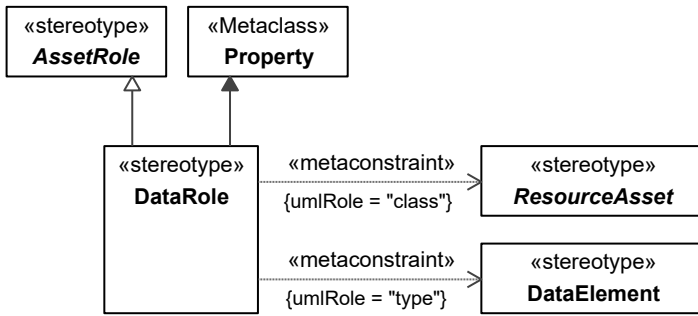 «stereotype»
AssetRole
«Metaclass»
Property
«stereotype»
DataRole
«metaconstraint»
{umlRole = "class"}
«stereotype»
ResourceAsset
«metaconstraint»
{umlRole = "type"}
«stereotype»
DataElement